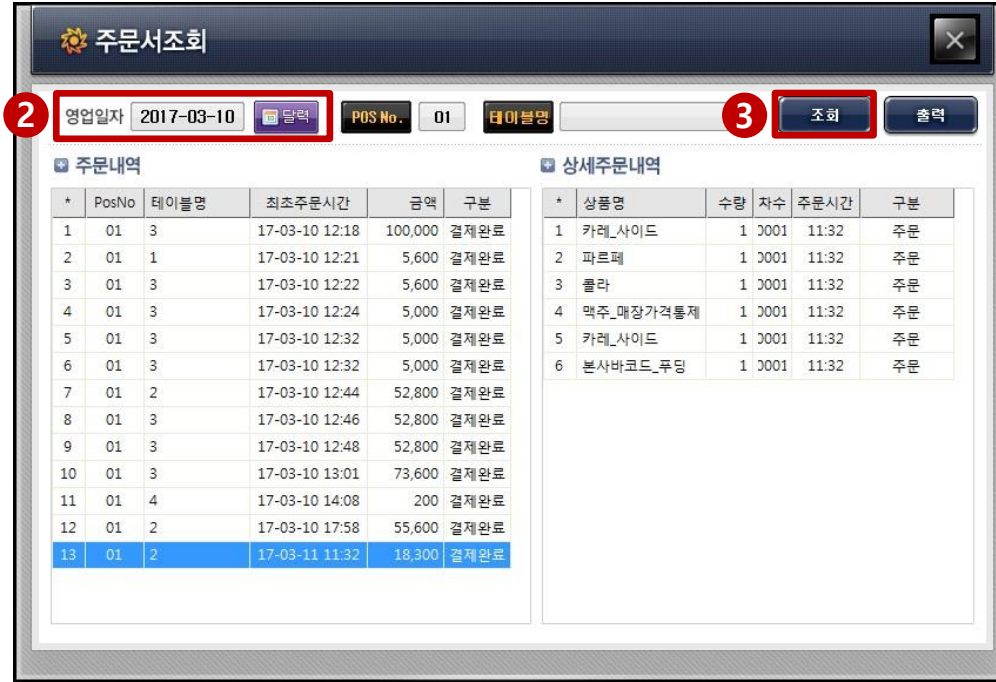 주문서조회
2 영업일자 2017-03-10 달력 POS No. 01 테이블명 3 조회 출력
주문내역
* PosNo 테이블명 최초주문시간 금액 구분
1 01 3 17-03-10 12:18 100,000 결제완료
2 01 1 17-03-10 12:21 5,600 결제완료
3 01 3 17-03-10 12:22 5,600 결제완료
4 01 3 17-03-10 12:24 5,000 결제완료
5 01 3 17-03-10 12:32 5,000 결제완료
6 01 3 17-03-10 12:32 5,000 결제완료
7 01 2 17-03-10 12:44 52,800 결제완료
8 01 3 17-03-10 12:46 52,800 결제완료
9 01 3 17-03-10 12:48 52,800 결제완료
10 01 3 17-03-10 13:01 73,600 결제완료
11 01 4 17-03-10 14:08 200 결제완료
12 01 2 17-03-10 17:58 55,600 결제완료
13 01 2 17-03-11 11:32 18,300 결제완료
상세주문내역
* 상품명 수량 차수 주문시간 구분
1 카레_사이드 1 0001 11:32 주문
2 파르페 1 0001 11:32 주문
3 콜라 1 0001 11:32 주문
4 맥주_매장가격통제 1 0001 11:32 주문
5 카레_사이드 1 0001 11:32 주문
6 본사바코드_푸딩 1 0001 11:32 주문